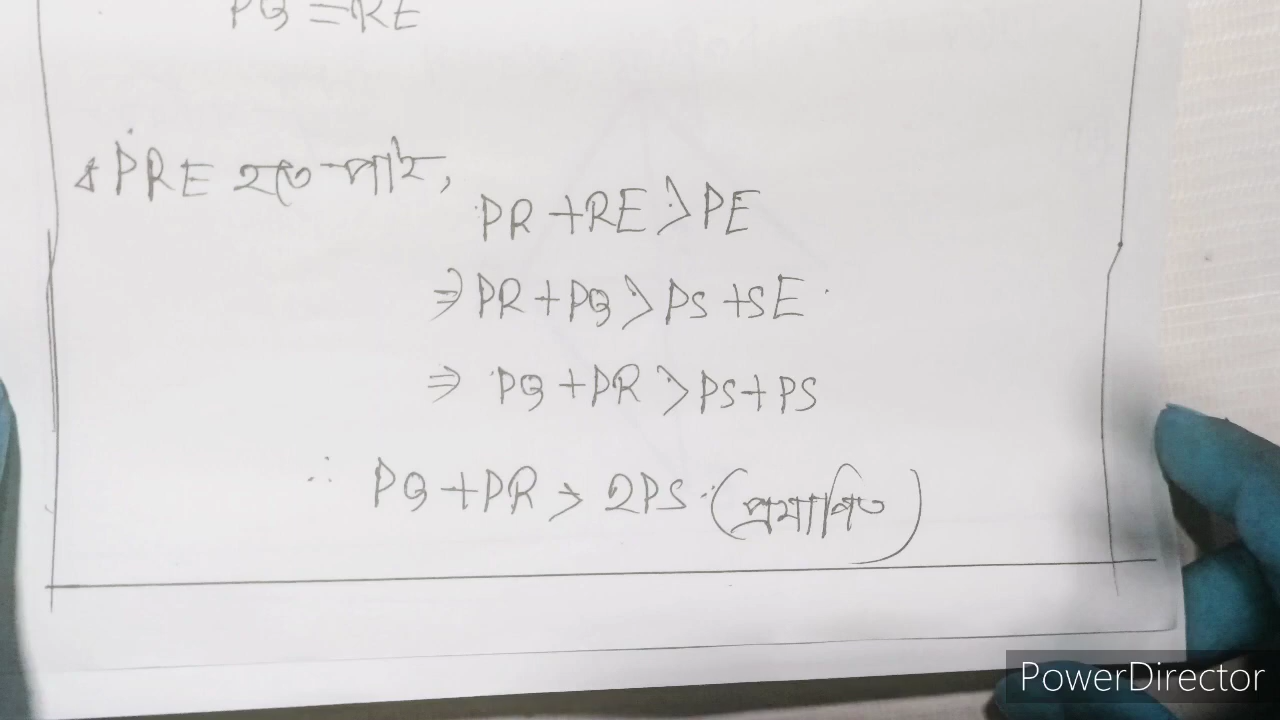 PQ = RE
Δ PRE হতে পাই,
PR + RE > PE
⇒ PR + PQ > PS + SE
⇒ PQ + PR > PS + PS
∴ PQ + PR > 2PS (প্রমাণিত)
PowerDirector